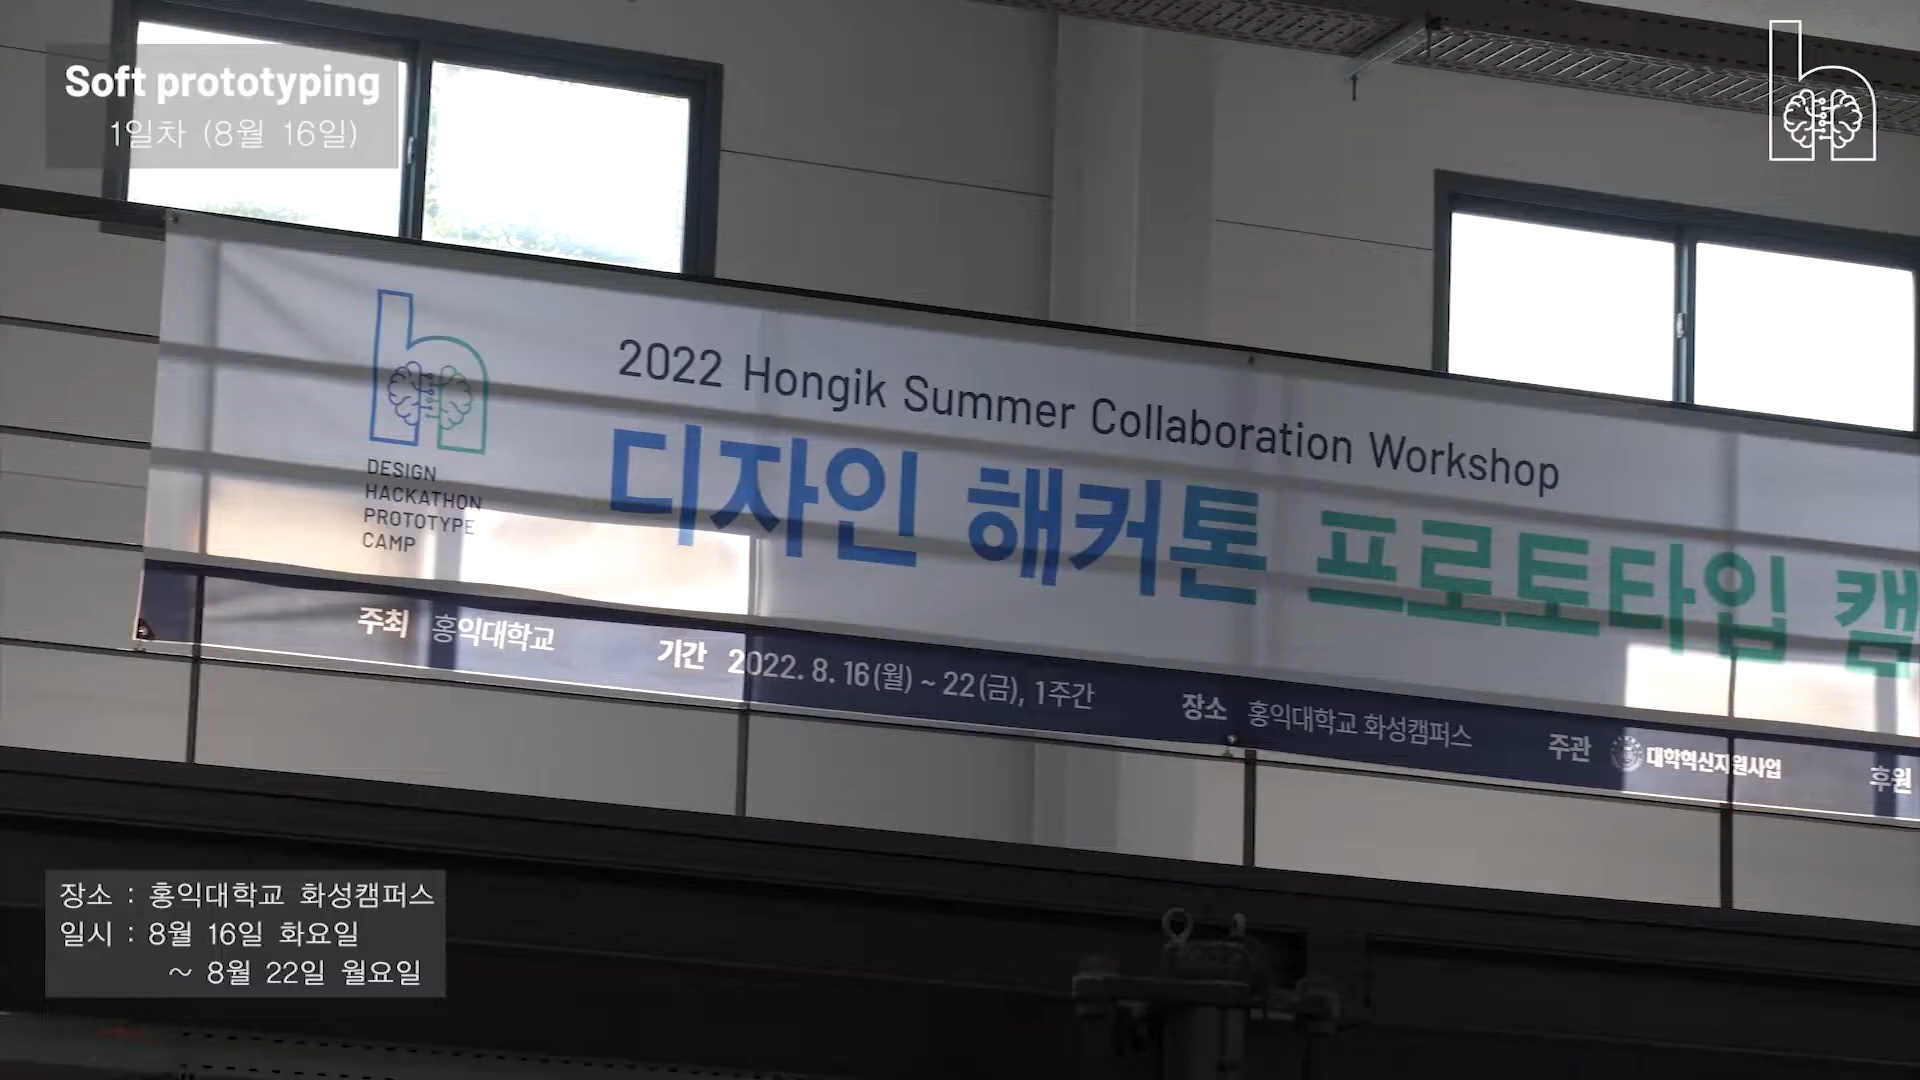 Soft prototyping
1일차 (8월 16일)
2022 Hongik Summer Collaboration Workshop
디자인 해커톤 프로토타입 캠
DESIGN
HACKATHON
PROTOTYPE
CAMP
주최 홍익대학교 기간 2022. 8. 16(월) ~ 22(금), 1주간 장소 홍익대학교 화성캠퍼스 주관 대학혁신지원사업 후원
장소 : 홍익대학교 화성캠퍼스
일시 : 8월 16일 화요일
~ 8월 22일 월요일